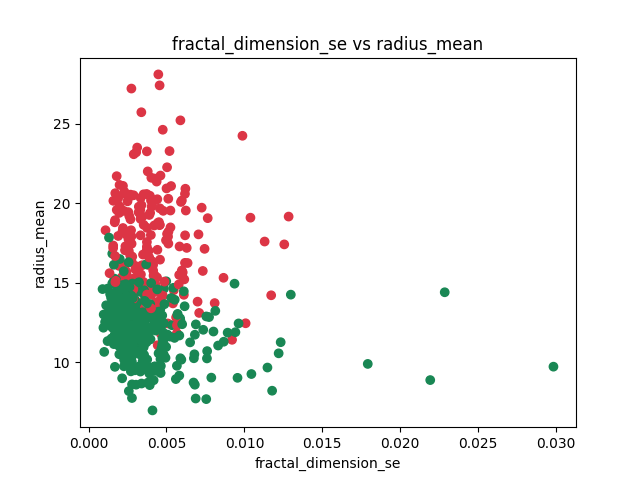 fractal_dimension_se vs radius_mean
25
20
15
10
radius_mean
0.000 0.005 0.010 0.015 0.020 0.025 0.030
fractal_dimension_se